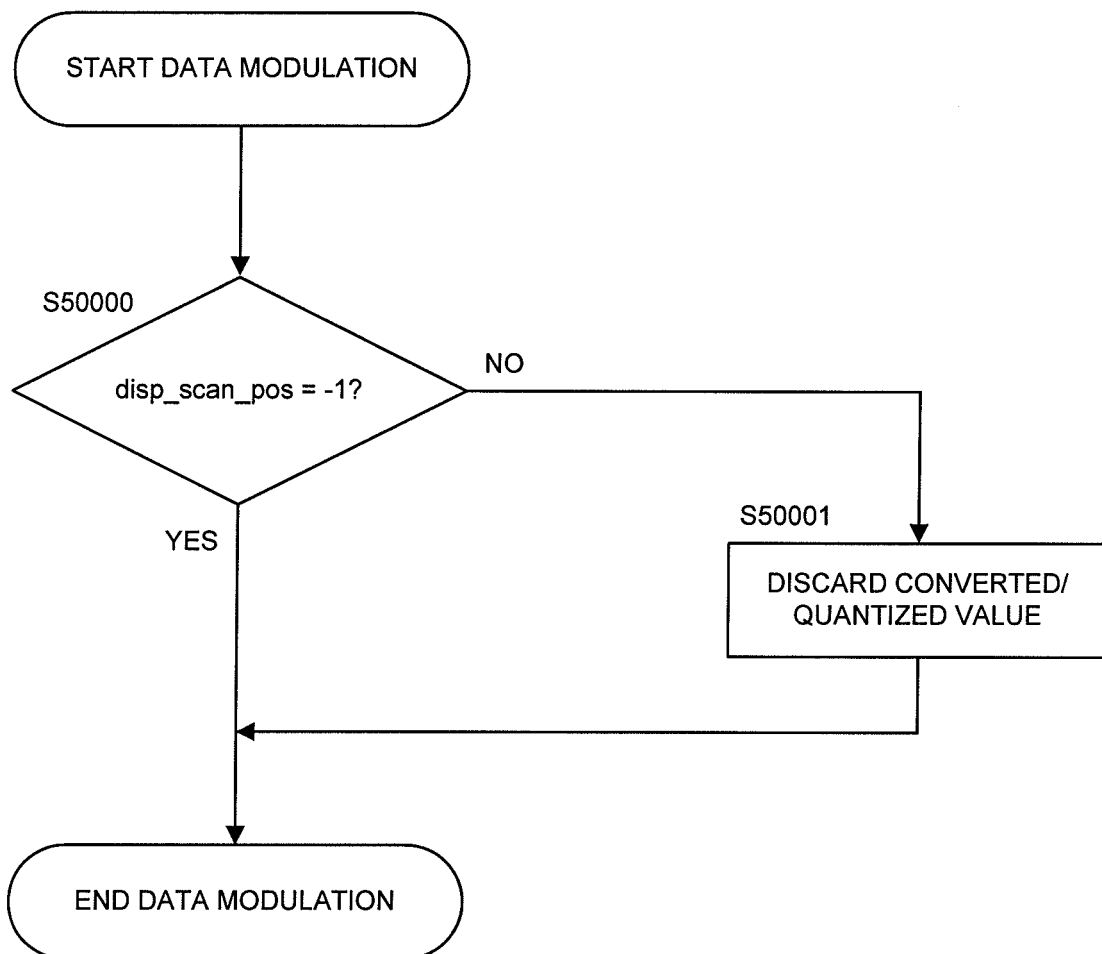 START DATA MODULATION
S50000
disp_scan_pos = -1?
NO
YES
S50001
DISCARD CONVERTED/
QUANTIZED VALUE
END DATA MODULATION